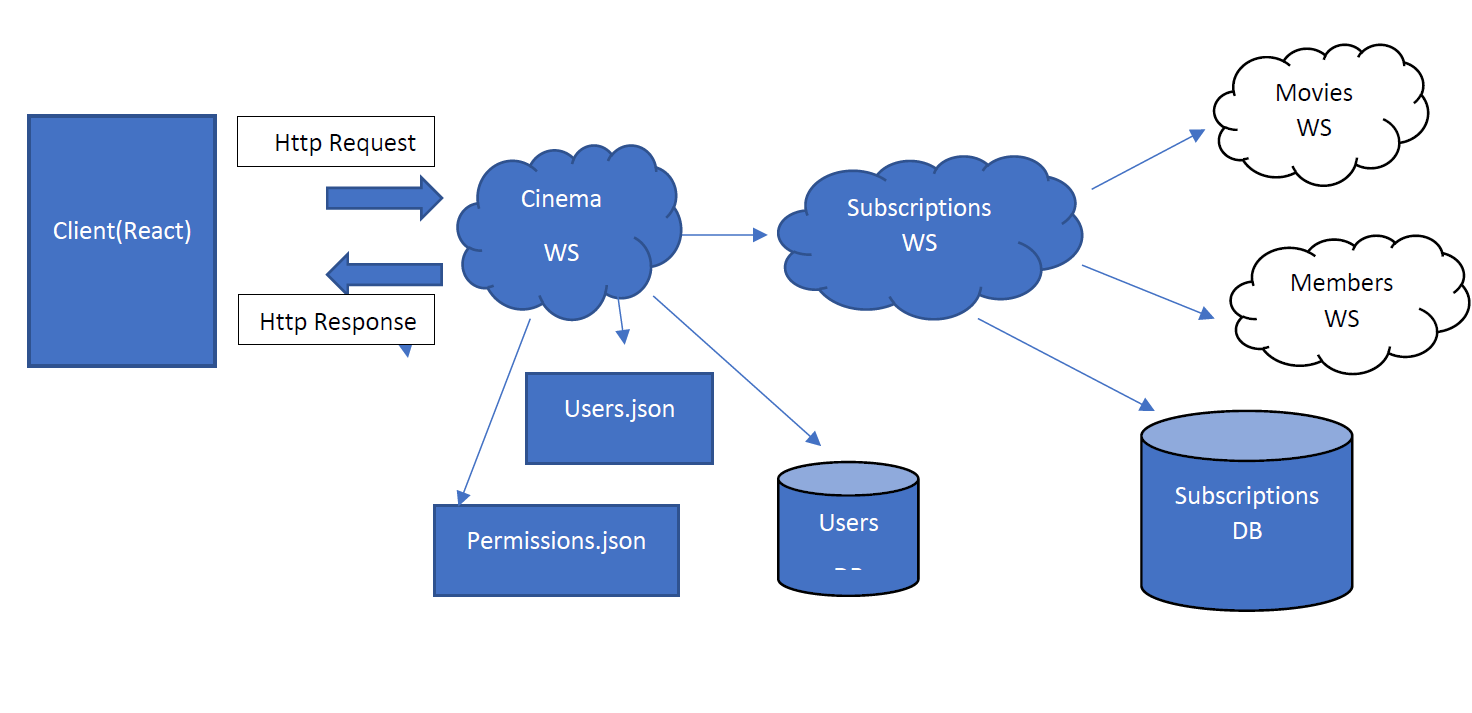 Client(React)
Http Request
Http Response
Cinema
WS
Subscriptions
WS
Movies
WS
Members
WS
Users.json
Permissions.json
Users
Subscriptions
DB